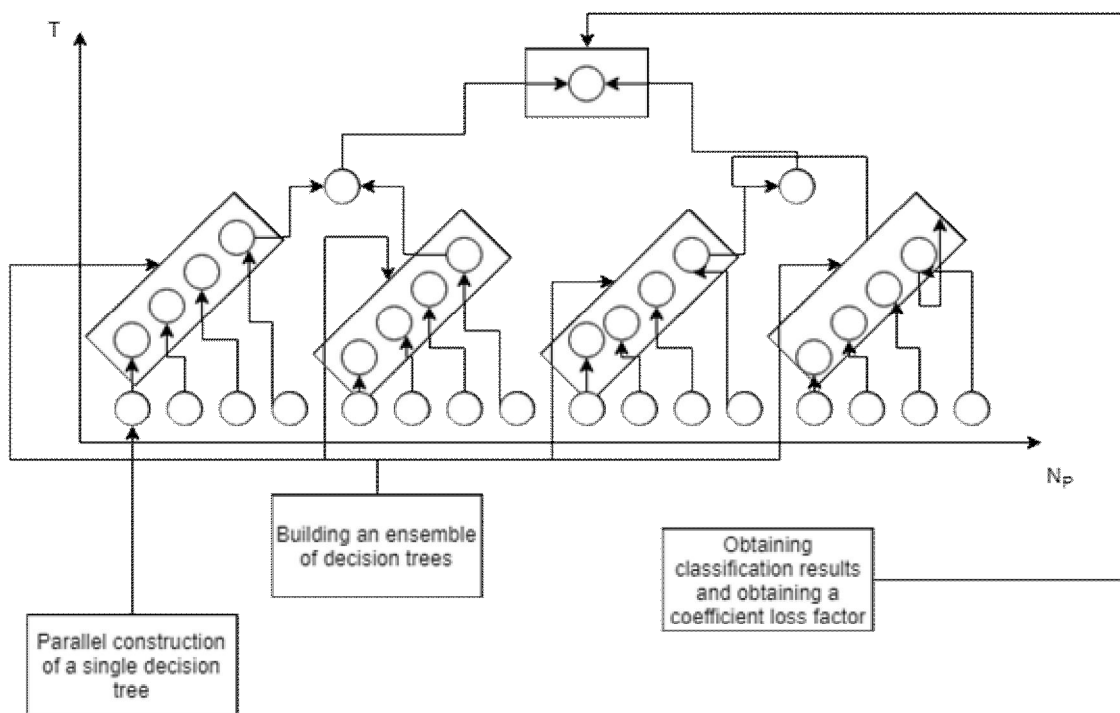 T
N_P
Building an ensemble
of decision trees
Obtaining
classification results
and obtaining a
coefficient loss factor
Parallel construction
of a single decision
tree